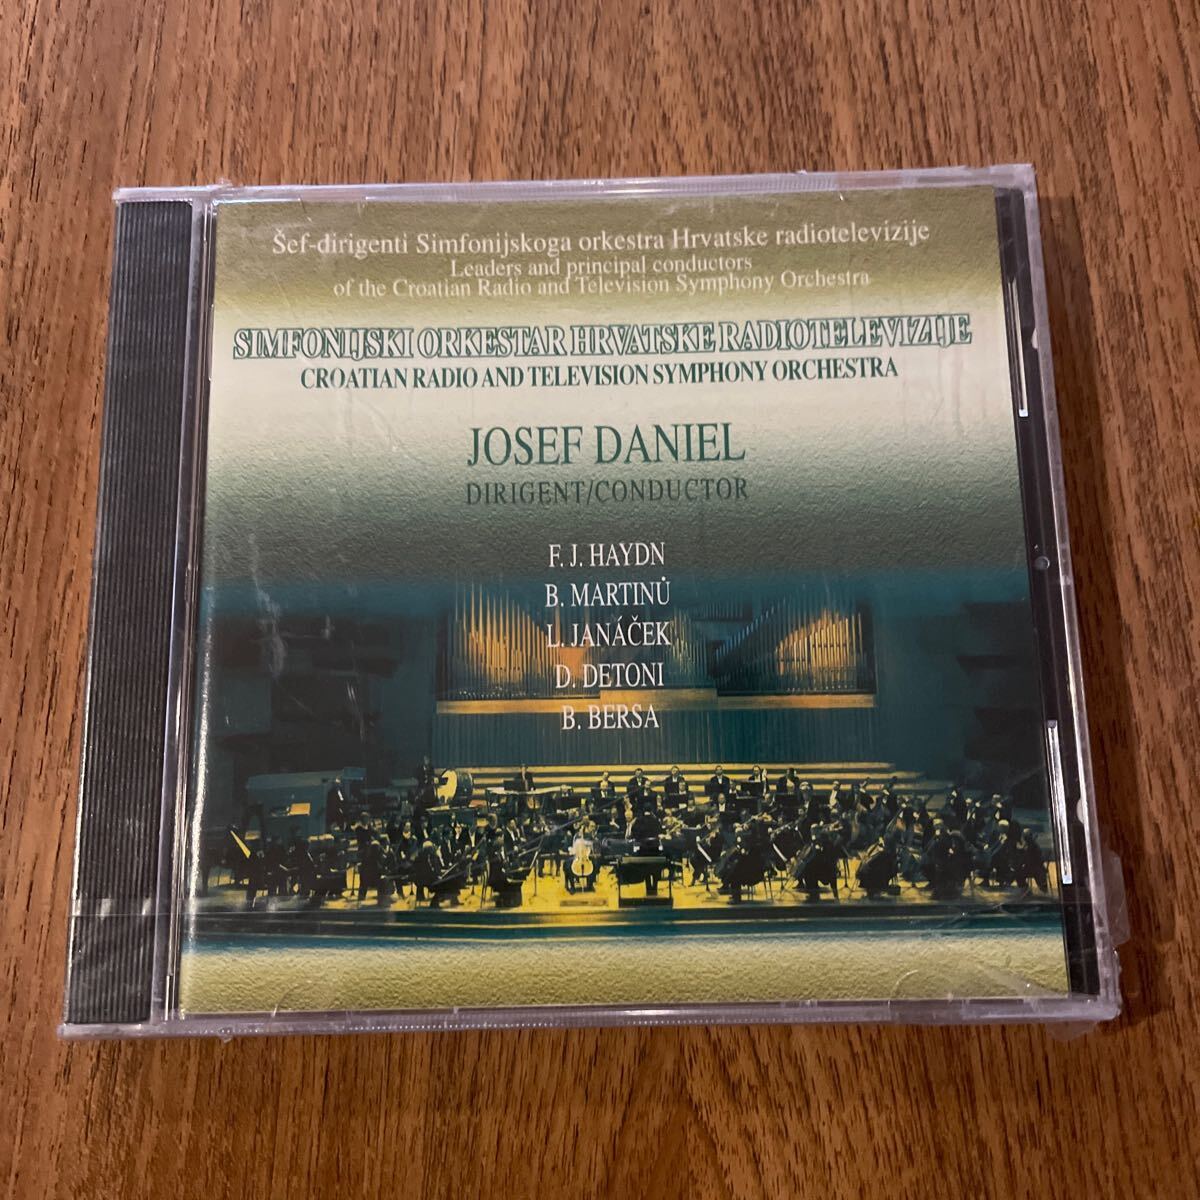 Šef-dirigenti Simfonijskoga orkestra Hrvatske radiotelevizije
Leaders and principal conductors
of the Croatian Radio and Television Symphony Orchestra
SIMFONIJSKI ORKESTAR HRVATSKE RADIOTELEVIZIJE
CROATIAN RADIO AND TELEVISION SYMPHONY ORCHESTRA
JOSEF DANIEL
DIRIGENT/CONDUCTOR
F. J. HAYDN
B. MARTINŮ
L. JANÁČEK
D. DETONI
B. BERSA